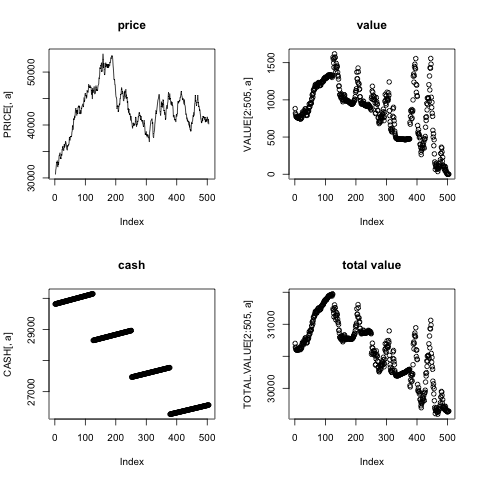 price
PRICE[, a]
50000
40000
30000
0 100 200 300 400 500
Index
value
VALUE[2:505, a]
1500
1000
500
0
0 100 200 300 400 500
Index
cash
CASH[, a]
29000
27000
0 100 200 300 400 500
Index
total value
TOTAL.VALUE[2:505, a]
31000
30000
0 100 200 300 400 500
Index